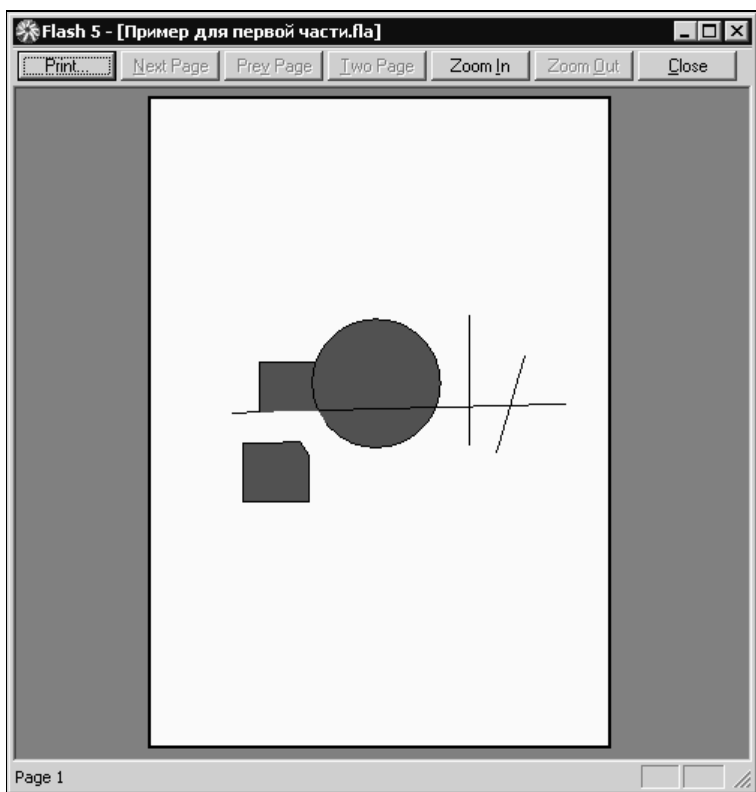 Flash 5 - [Пример для первой части.fla]
Print... Next Page Prev Page Two Page Zoom In Zoom Out Close
Page 1